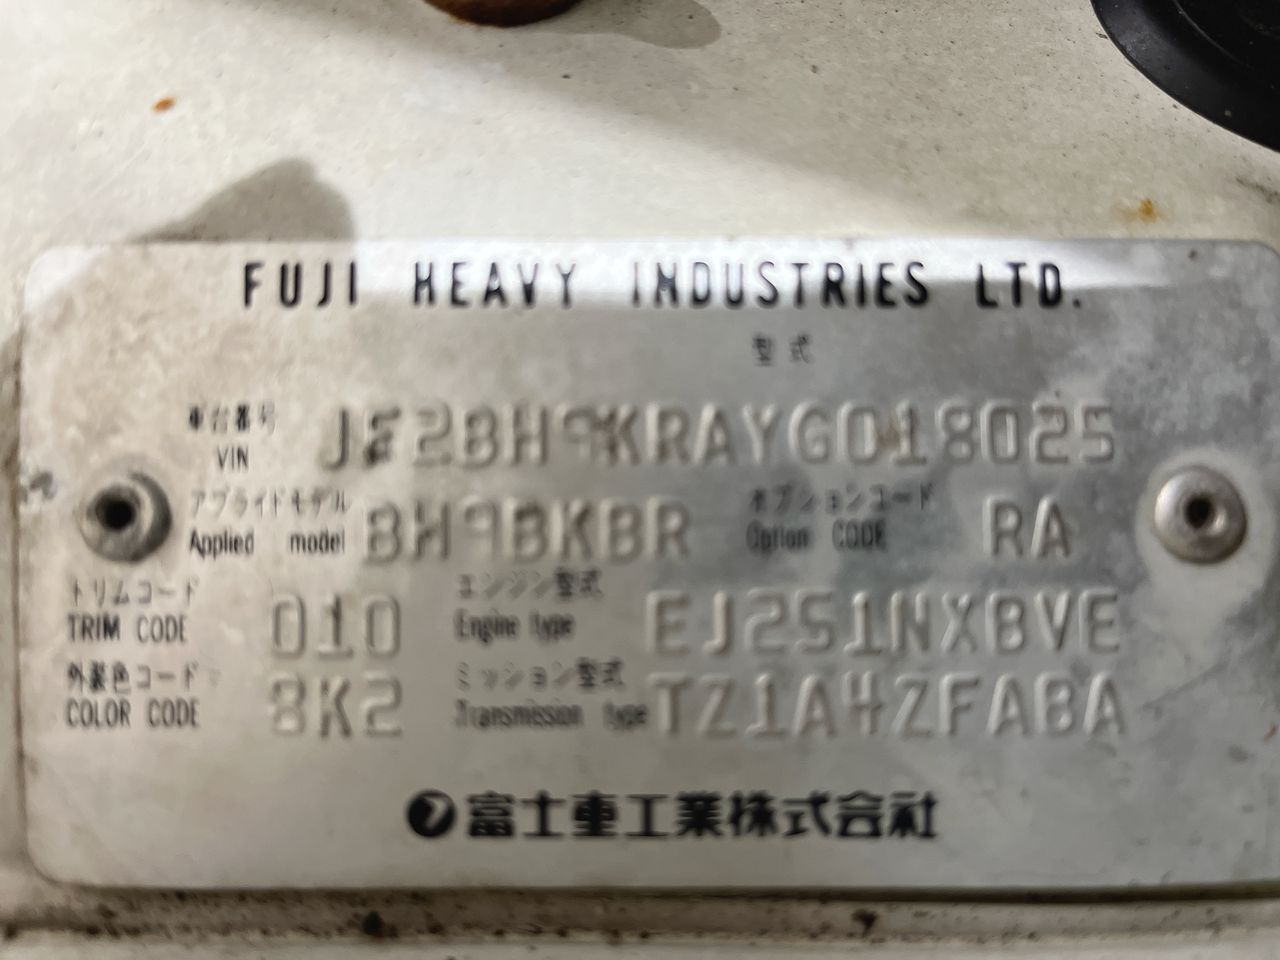 FUJI HEAVY INDUSTRIES LTD.
型式
車台番号 VIN JF2BH9KRAYG018025
アプライドモデル Applied model BH9BKBR オプションコード Option CODE RA
トリムコード TRIM CODE 010 エンジン型式 Engine type EJ251NXBVE
外装色コード COLOR CODE 8K2 ミッション型式 Transmission type TZ1A4ZFABA
富士重工業株式会社